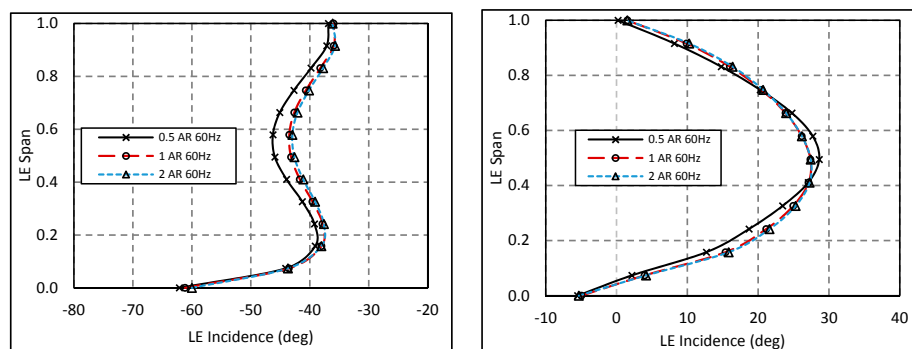 1.0
0.8
0.6
0.4
0.2
0.0
LE Span
0.5 AR 60Hz
1 AR 60Hz
2 AR 60Hz
-80 -70 -60 -50 -40 -30 -20
LE Incidence (deg)
1.0
0.8
0.6
0.4
0.2
0.0
LE Span
0.5 AR 60Hz
1 AR 60Hz
2 AR 60Hz
-10 0 10 20 30 40
LE Incidence (deg)